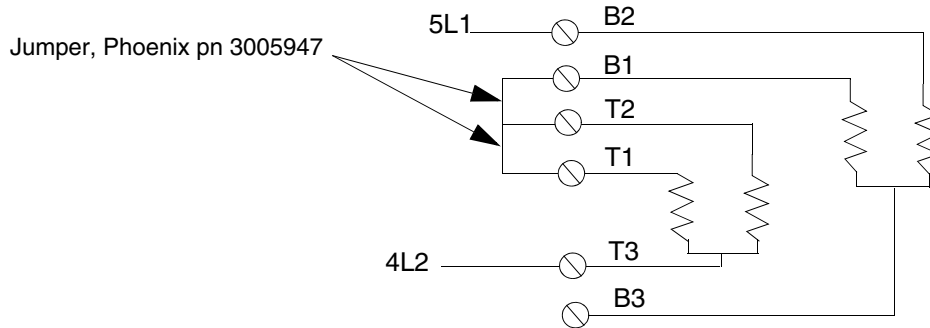 5L1
B2
Jumper, Phoenix pn 3005947
B1
T2
T1
4L2
T3
B3